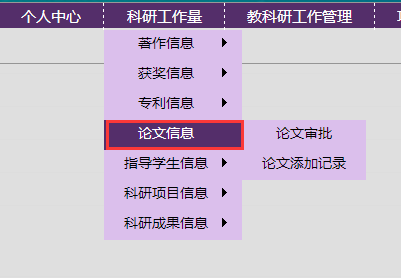 个人中心 科研工作量 教科研工作管理
著作信息
获奖信息
专利信息
论文信息 论文审批
指导学生信息 论文添加记录
科研项目信息
科研成果信息